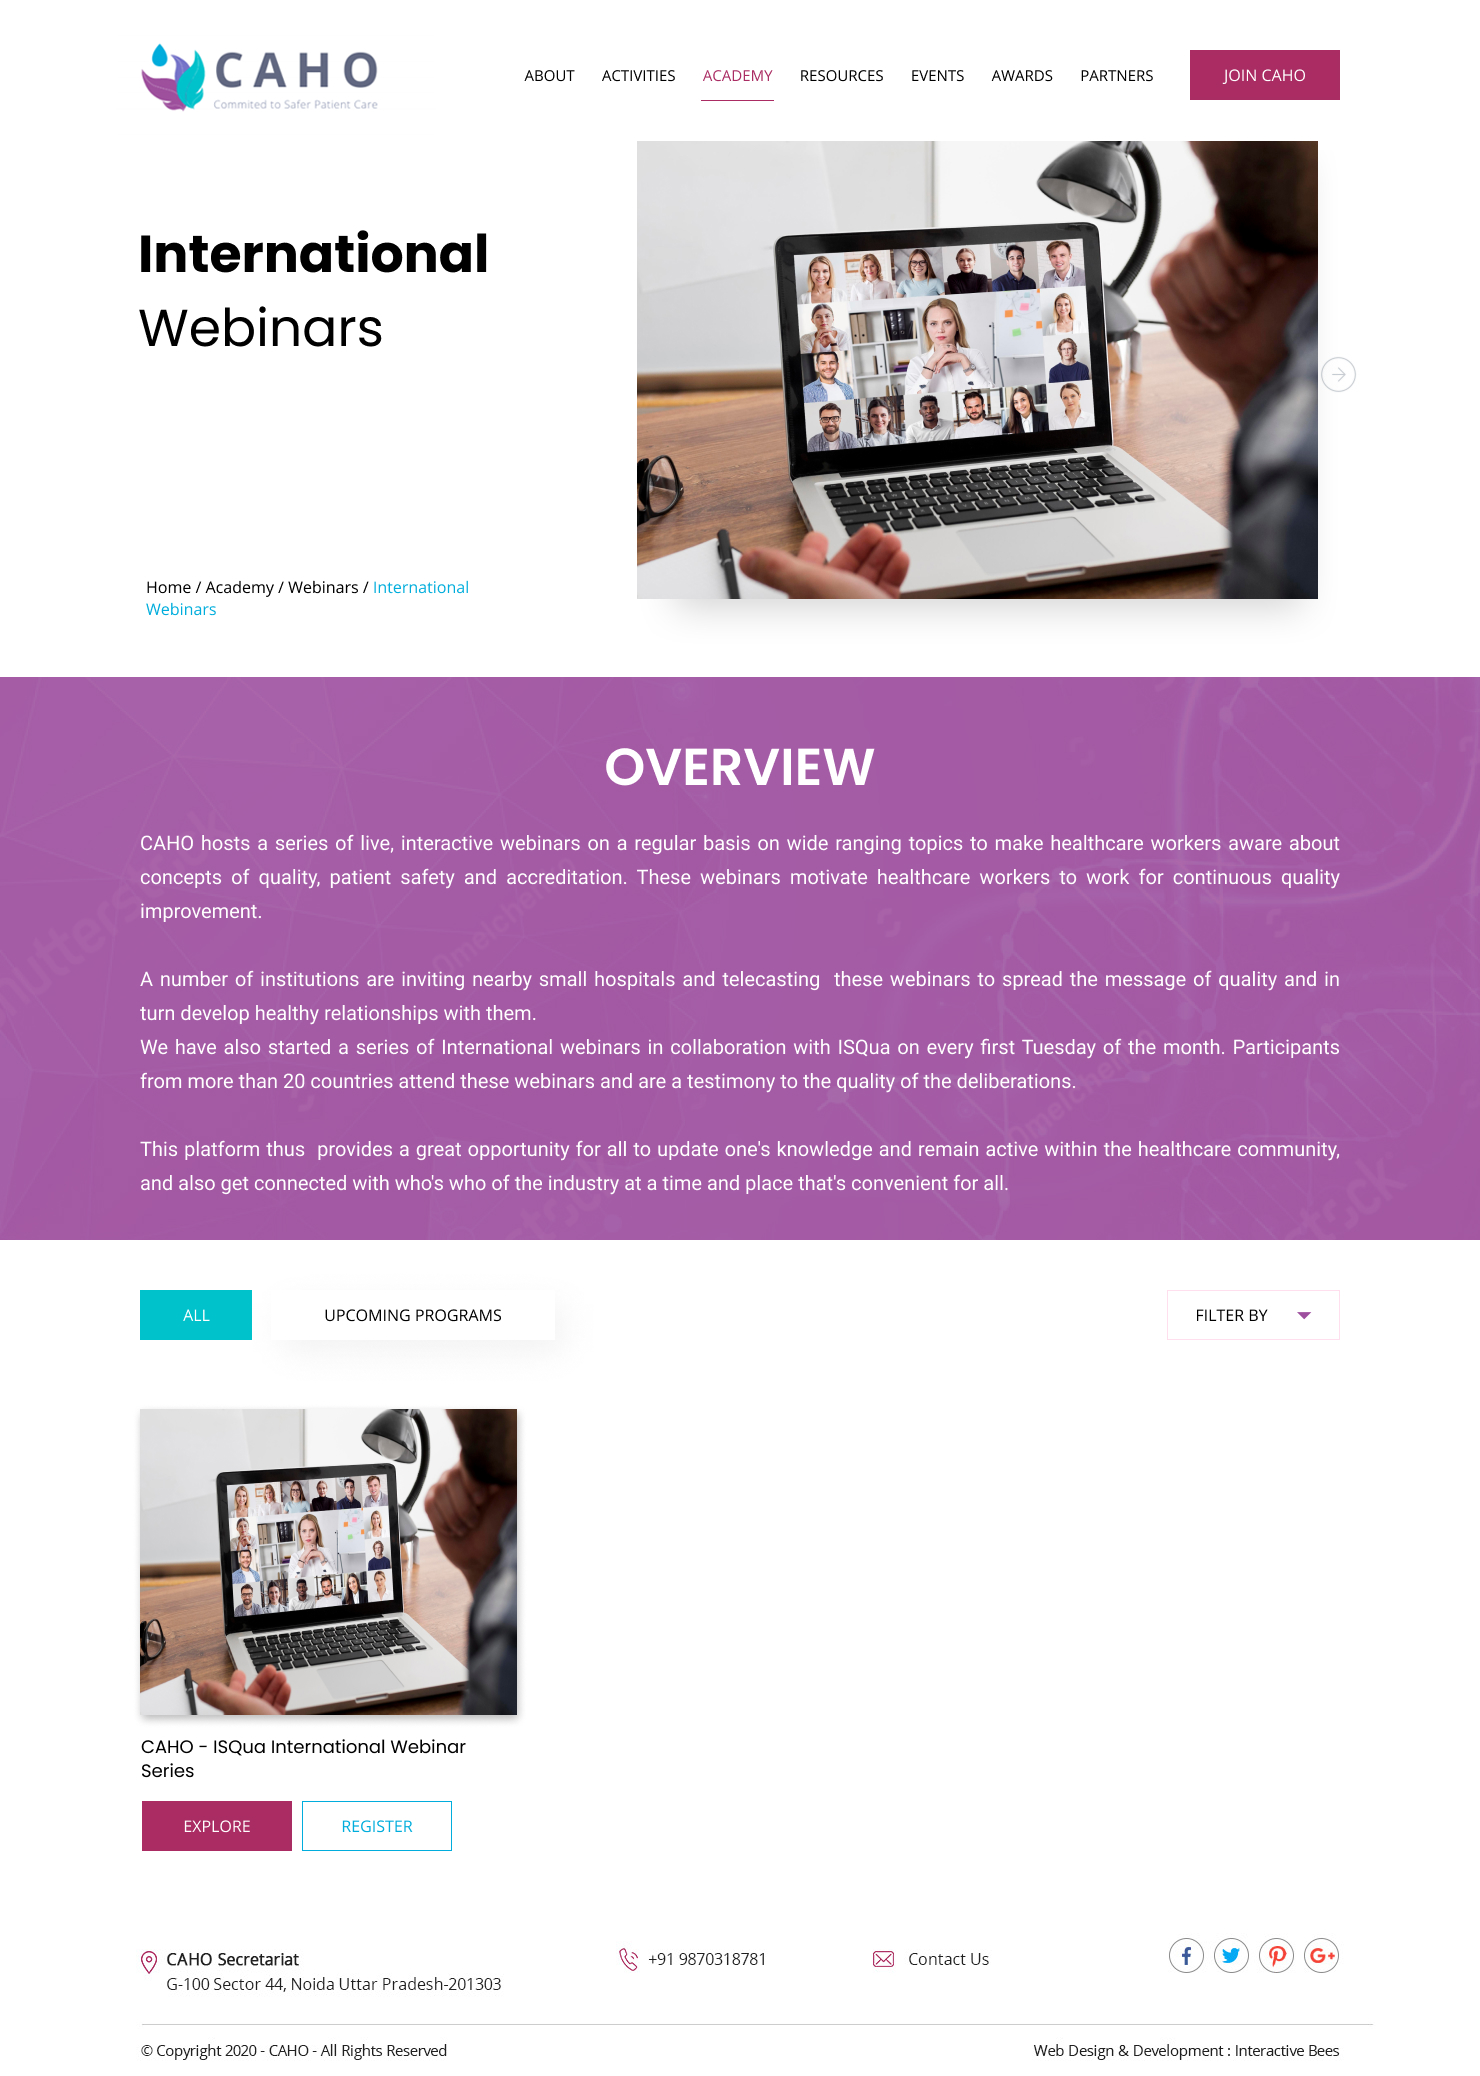 CAHO
Commited to Safer Patient Care
ABOUT ACTIVITIES ACADEMY RESOURCES EVENTS AWARDS PARTNERS JOIN CAHO
International
Webinars
Home / Academy / Webinars / International
Webinars
OVERVIEW
CAHO hosts a series of live, interactive webinars on a regular basis on wide ranging topics to make healthcare workers aware about
concepts of quality, patient safety and accreditation. These webinars motivate healthcare workers to work for continuous quality
improvement.
A number of institutions are inviting nearby small hospitals and telecasting these webinars to spread the message of quality and in
turn develop healthy relationships with them.
We have also started a series of International webinars in collaboration with ISQua on every first Tuesday of the month. Participants
from more than 20 countries attend these webinars and are a testimony to the quality of the deliberations.
This platform thus provides a great opportunity for all to update one's knowledge and remain active within the healthcare community,
and also get connected with who's who of the industry at a time and place that's convenient for all.
ALL UPCOMING PROGRAMS FILTER BY
CAHO - ISQua International Webinar
Series
EXPLORE REGISTER
CAHO Secretariat +91 9870318781 Contact Us
G-100 Sector 44, Noida Uttar Pradesh-201303
© Copyright 2020 - CAHO - All Rights Reserved Web Design & Development : Interactive Bees